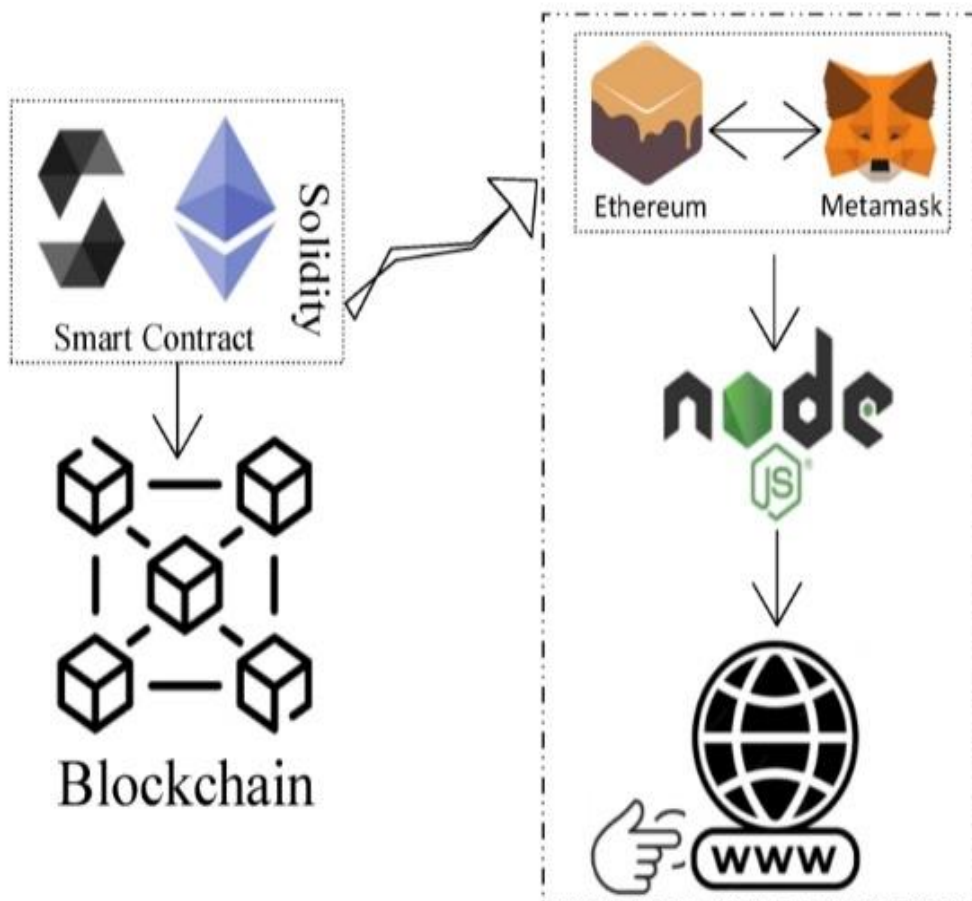 Solidity
Smart Contract
Blockchain
Ethereum
Metamask
node
JS
WWW